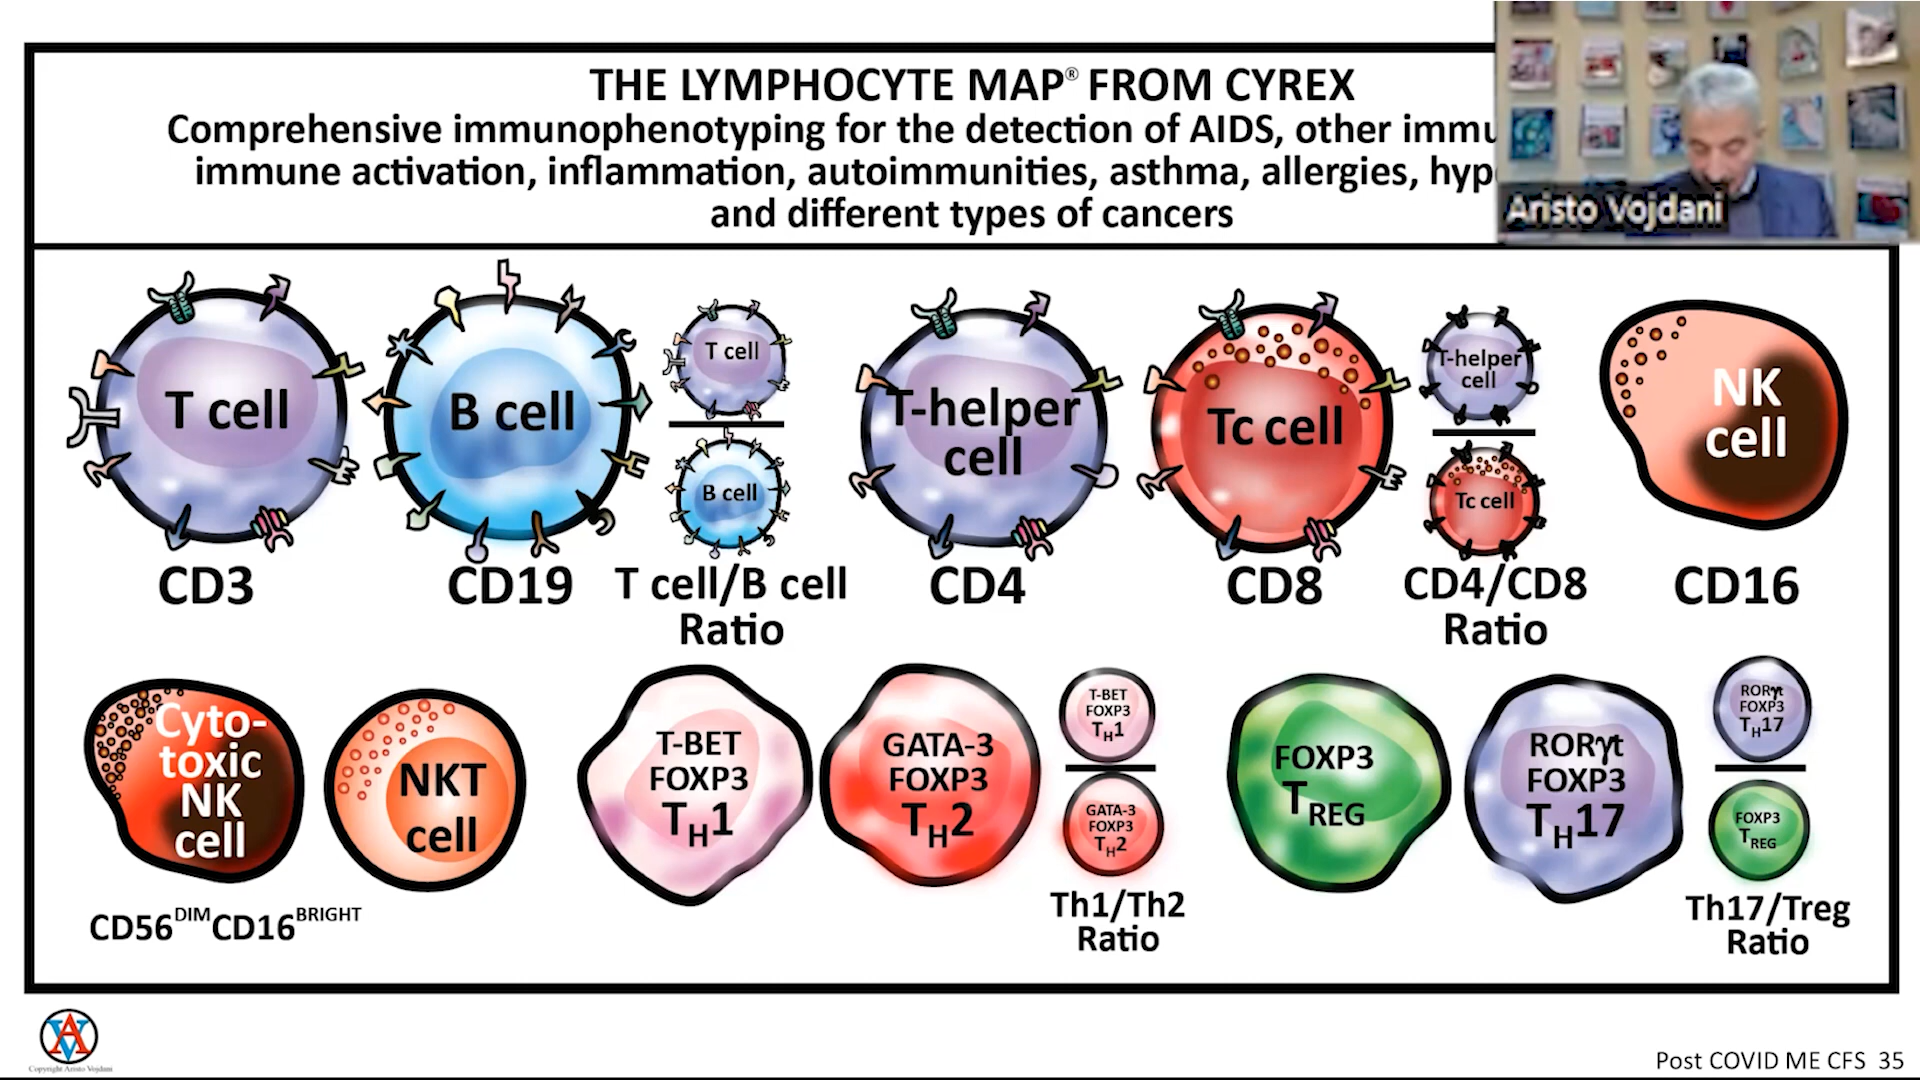 THE LYMPHOCYTE MAP® FROM CYREX
Comprehensive immunophenotyping for the detection of AIDS, other
immune activation, inflammation, autoimmunities, asthma, allergies,
and different types of cancers
Aristo Vojdani
T cell
B cell
T cell
B cell
T-helper
cell
Tc cell
T-helper
cell
Tc cell
NK
cell
CD3
CD19
T cell/B cell
Ratio
CD4
CD8
CD4/CD8
Ratio
CD16
Cyto-
toxic
NK
cell
CD56DIMCD16BRIGHT
NKT
cell
T-BET
FOXP3
TH1
GATA-3
FOXP3
TH2
T-BET
FOXP3
TH1
GATA-3
FOXP3
TH2
Th1/Th2
Ratio
FOXP3
TREG
RORγt
FOXP3
TH17
RORγt
FOXP3
TH17
FOXP3
TREG
Th17/Treg
Ratio
Copyright Aristo Vojdani
Post COVID ME CFS 35